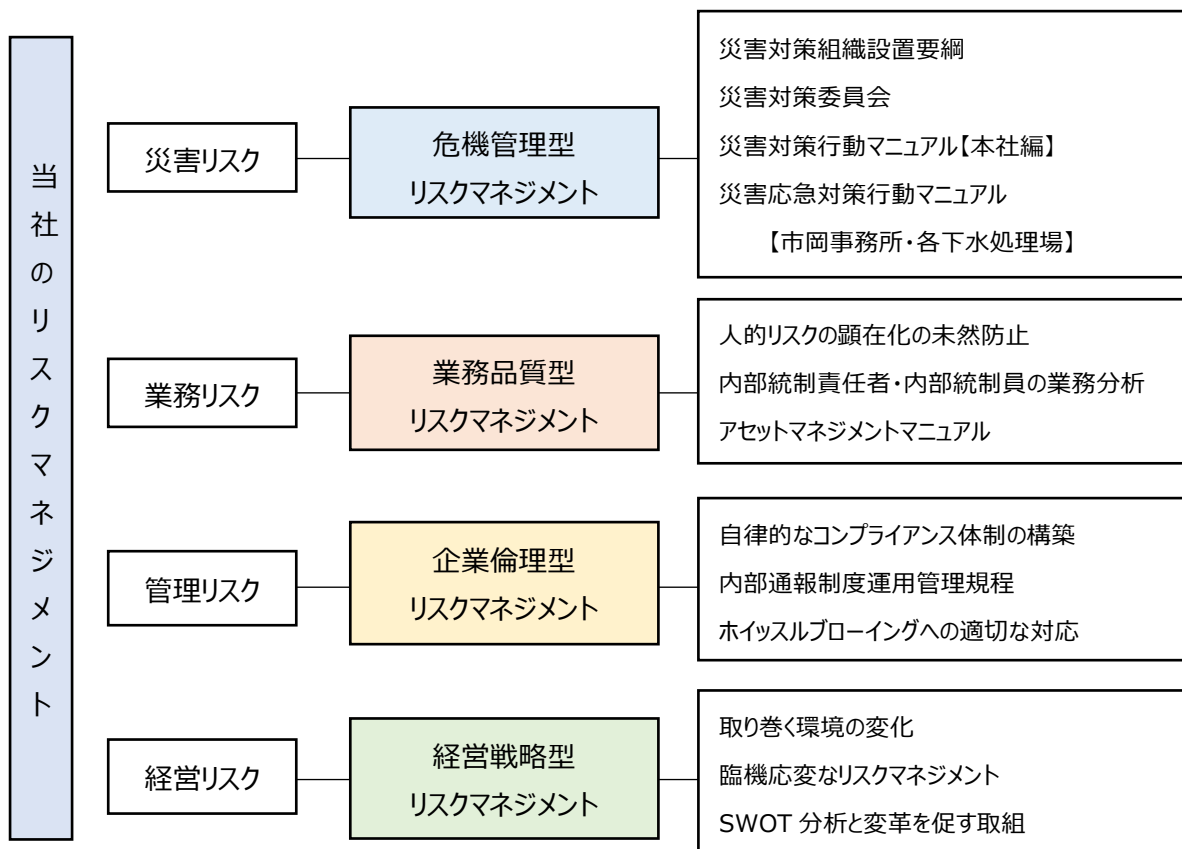 当社のリスクマネジメント
災害リスク
危機管理型
リスクマネジメント
災害対策組織設置要綱
災害対策委員会
災害対策行動マニュアル【本社編】
災害応急対策行動マニュアル
【市岡事務所・各下水処理場】
業務リスク
業務品質型
リスクマネジメント
人的リスクの顕在化の未然防止
内部統制責任者・内部統制員の業務分析
アセットマネジメントマニュアル
管理リスク
企業倫理型
リスクマネジメント
自律的なコンプライアンス体制の構築
内部通報制度運用管理規程
ホイッスルブローイングへの適切な対応
経営リスク
経営戦略型
リスクマネジメント
取り巻く環境の変化
臨機応変なリスクマネジメント
SWOT 分析と変革を促す取組